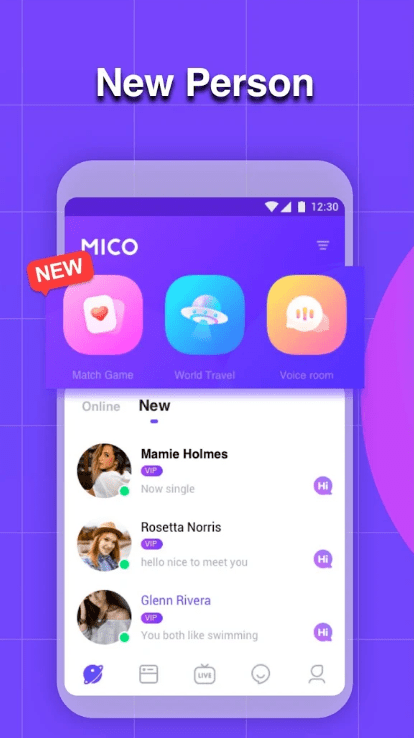 New Person
12:30
MICO
NEW
Match Game
World Travel
Voice room
Online
New
Mamie Holmes
VIP
Now single
Hi
Rosetta Norris
VIP
hello nice to meet you
Hi
Glenn Rivera
VIP
You both like swimming
Hi
LIVE